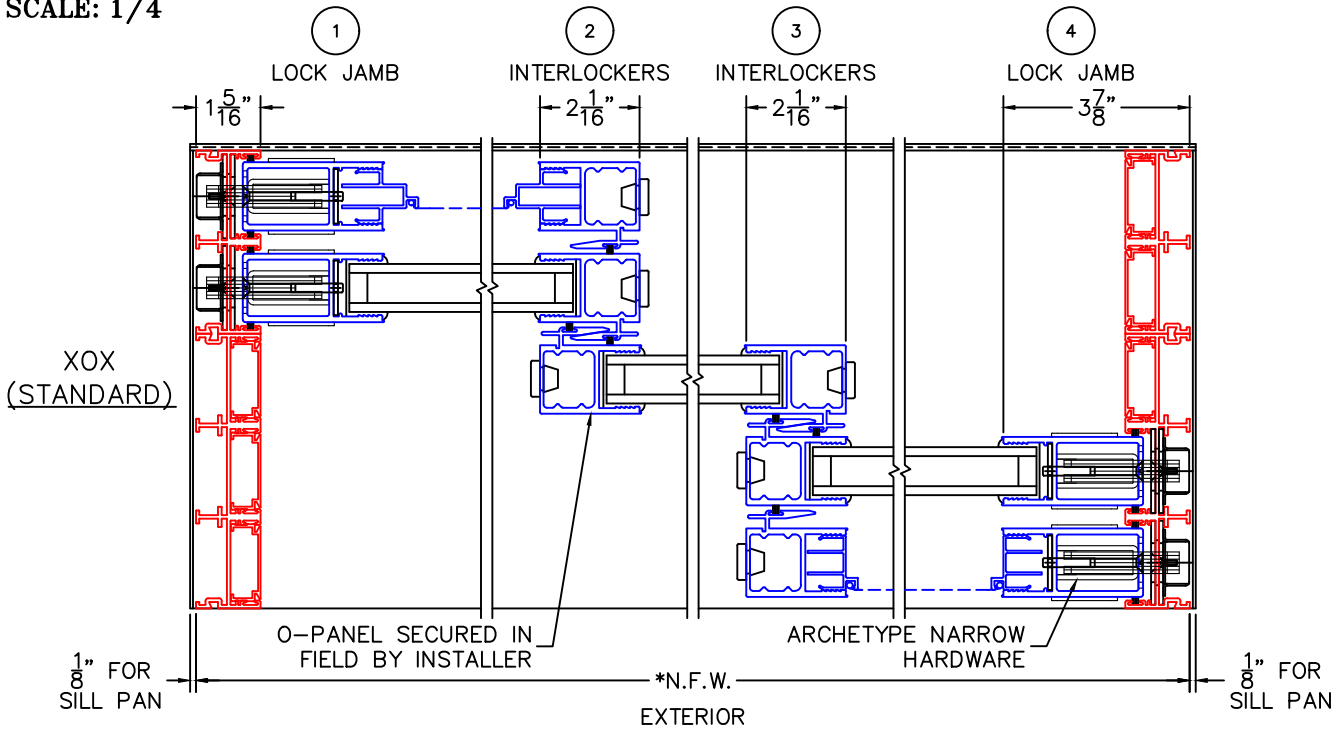 SCALE: 1/4
1 2 3 4
LOCK JAMB INTERLOCKERS INTERLOCKERS LOCK JAMB
1 5/16" 2 1/16" 2 1/16" 3 7/8"
XOX
(STANDARD)
O-PANEL SECURED IN
FIELD BY INSTALLER
ARCHETYPE NARROW
HARDWARE
1/8" FOR
SILL PAN
*N.F.W.
1/8" FOR
SILL PAN
EXTERIOR